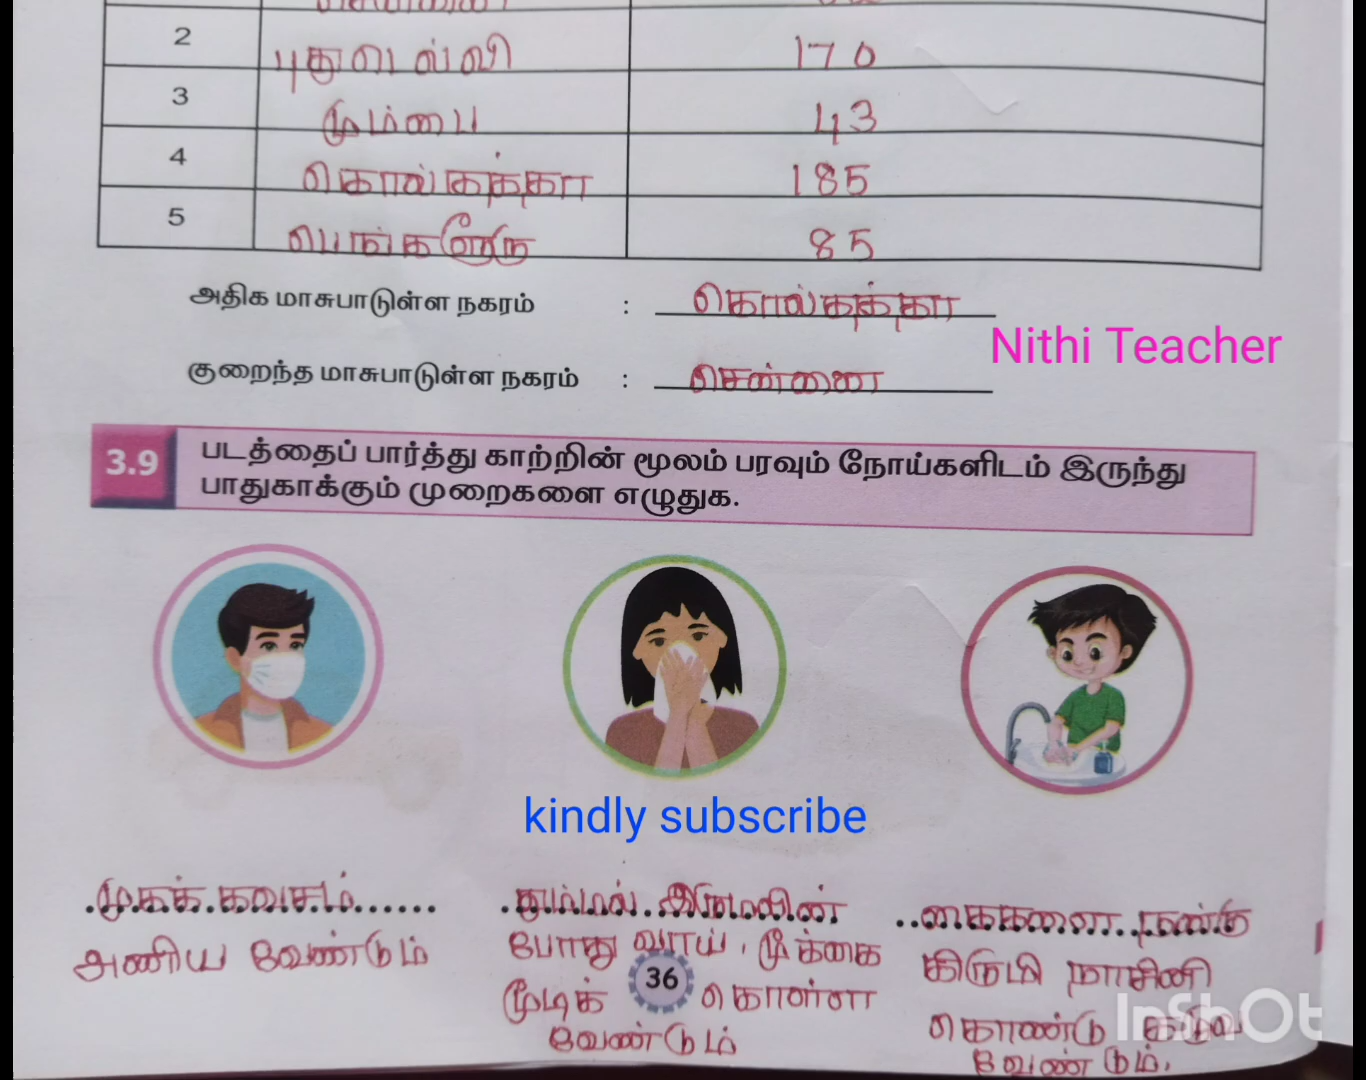 2 புதுடெல்லி 170
3 மும்பை 43
4 கொல்கத்தா 185
5 பெங்களூரு 85
அதிக மாசுபாடுள்ள நகரம் : கொல்கத்தா
Nithi Teacher
குறைந்த மாசுபாடுள்ள நகரம் : சென்னை
3.9 படத்தைப் பார்த்து காற்றின் மூலம் பரவும் நோய்களிடம் இருந்து
பாதுகாக்கும் முறைகளை எழுதுக.
kindly subscribe
முகக் கவசம்
அணிய வேண்டும்
தும்மல் இருமலின்
போது வாய், மூக்கை
மூடிக் கொள்ள
வேண்டும்
கைகளை நன்கு
கிருமி நாசினி
கொண்டு கழுவ
வேண்டும்.
36
InShOt